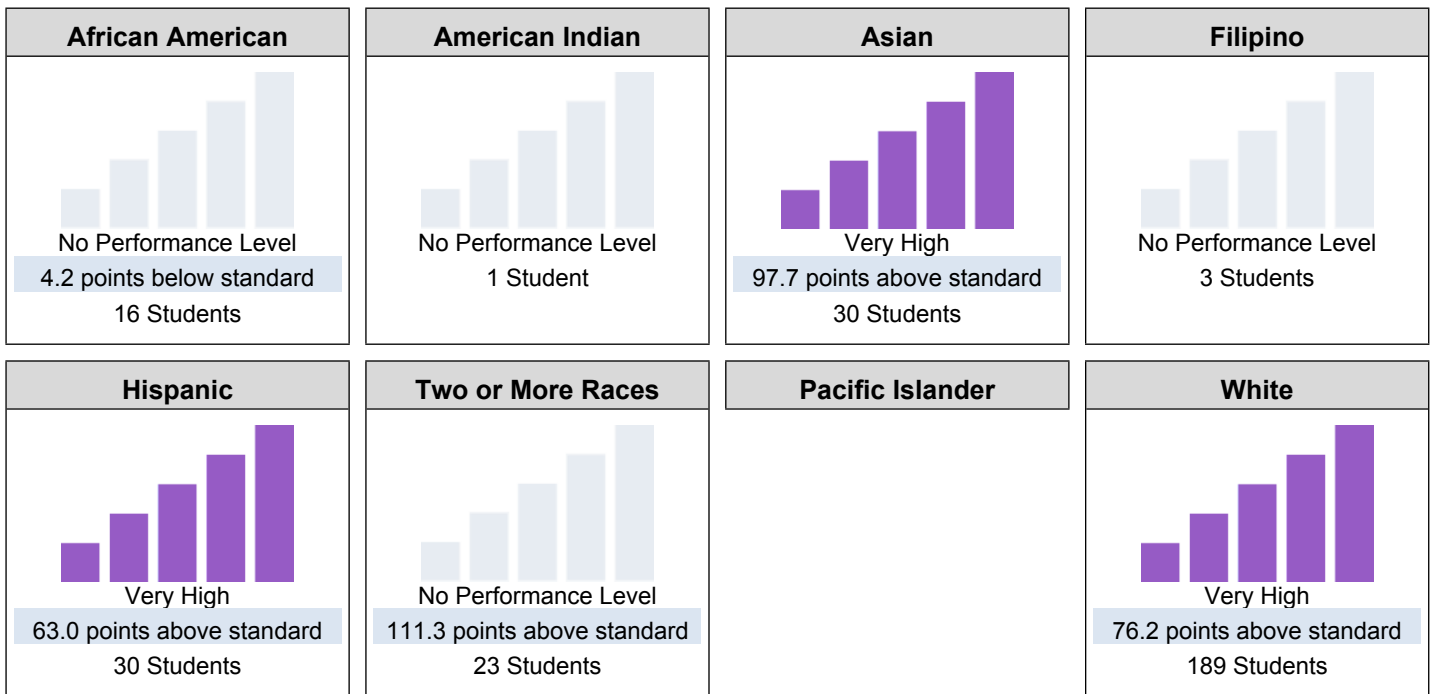 African American
No Performance Level
4.2 points below standard
16 Students
American Indian
No Performance Level
1 Student
Asian
Very High
97.7 points above standard
30 Students
Filipino
No Performance Level
3 Students
Hispanic
Very High
63.0 points above standard
30 Students
Two or More Races
No Performance Level
111.3 points above standard
23 Students
Pacific Islander
White
Very High
76.2 points above standard
189 Students